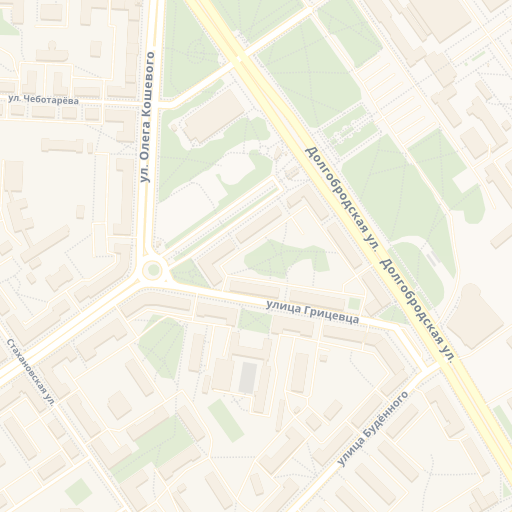 ул. Чеботарёва
ул. Олега Кошевого
Долгобродская ул.
Долгобродская ул.
улица Грицевца
Стахановская ул.
улица Будённого